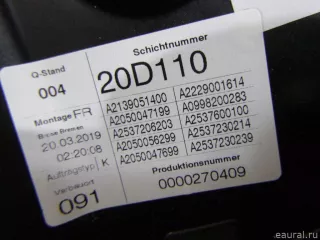 Q-Stand
004
Schichtnummer
20D110
Montage FR
20.03.2019
02:20:08
Auftragstyp K
091
A2139051400 A2229001614
A2050047199 A0998200283
A2537206203 A2537600100
A2050056299 A2537230214
A2050047699 A2537230239
Produktionsnummer
0000270409
eaural.ru